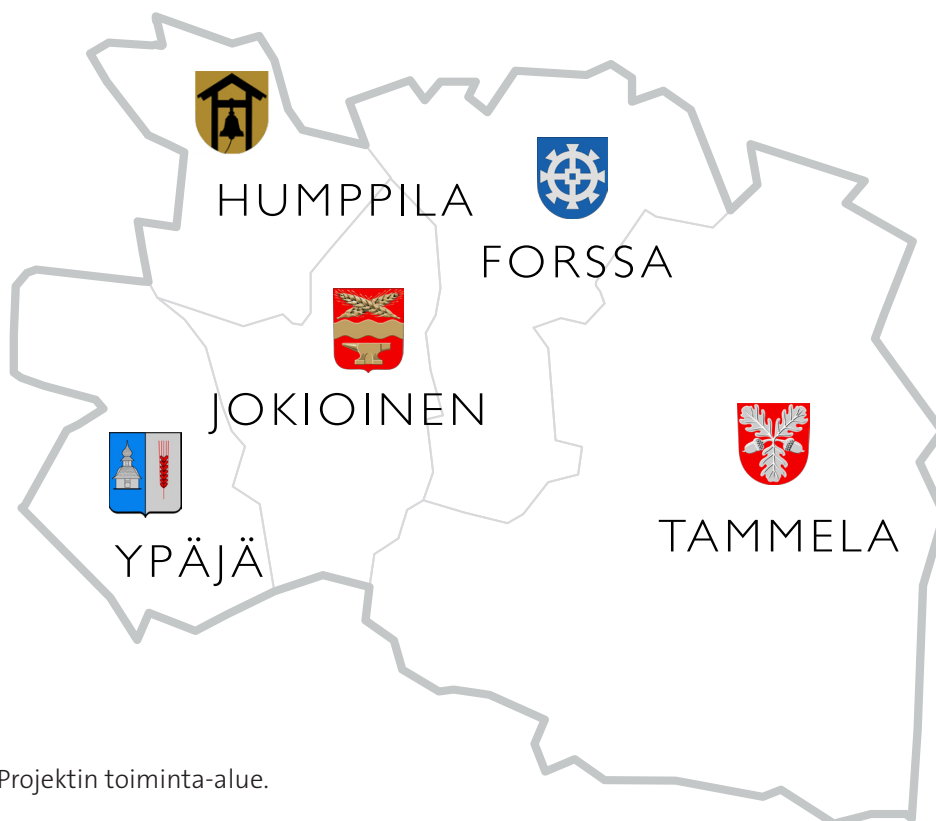 HUMPPILA
FORSSA
JOKIOINEN
TAMMELA
YPÄJÄ
Projektin toiminta-alue.